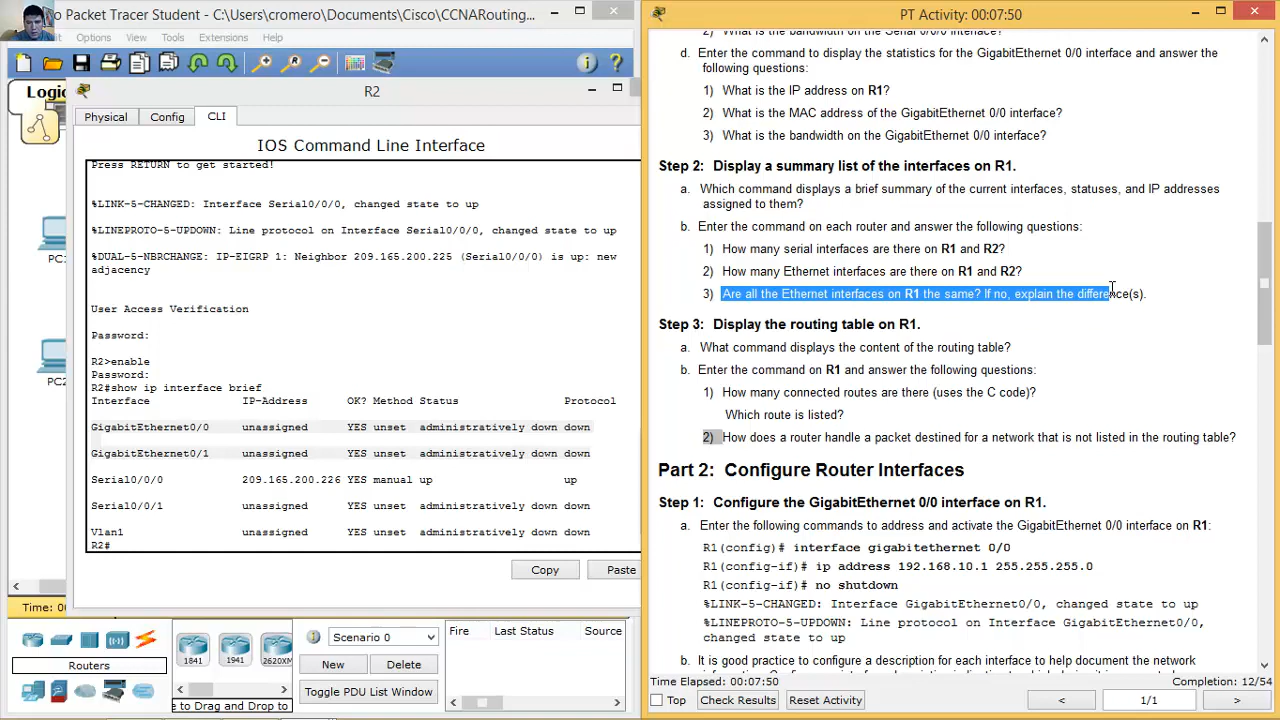 o Packet Tracer Student - C:\Users\cromero\Documents\Cisco\CCNARouting,...
Options View Tools Extensions Help
Logic
R2
Physical Config CLI
IOS Command Line Interface
Press RETURN to get started!
%LINK-5-CHANGED: Interface Serial0/0/0, changed state to up
%LINEPROTO-5-UPDOWN: Line protocol on Interface Serial0/0/0, changed state to up
%DUAL-5-NBRCHANGE: IP-EIGRP 1: Neighbor 209.165.200.225 (Serial0/0/0) is up: new
adjacency
User Access Verification
Password:
R2>enable
Password:
R2#show ip interface brief
Interface IP-Address OK? Method Status Protocol
GigabitEthernet0/0 unassigned YES unset administratively down down
GigabitEthernet0/1 unassigned YES unset administratively down down
Serial0/0/0 209.165.200.226 YES manual up up
Serial0/0/1 unassigned YES unset administratively down down
Vlan1 unassigned YES unset administratively down down
R2#
Copy Paste
PC1
PC2
Time: 0
Routers
1841 1941 2620XM
e to Drag and Drop to
Scenario 0
New Delete
Toggle PDU List Window
Fire Last Status Source
PT Activity: 00:07:50
2) What is the bandwidth on the Serial 0/0/0 interface?
d. Enter the command to display the statistics for the GigabitEthernet 0/0 interface and answer the
following questions:
1) What is the IP address on R1?
2) What is the MAC address of the GigabitEthernet 0/0 interface?
3) What is the bandwidth on the GigabitEthernet 0/0 interface?
Step 2: Display a summary list of the interfaces on R1.
a. Which command displays a brief summary of the current interfaces, statuses, and IP addresses
assigned to them?
b. Enter the command on each router and answer the following questions:
1) How many serial interfaces are there on R1 and R2?
2) How many Ethernet interfaces are there on R1 and R2?
3) Are all the Ethernet interfaces on R1 the same? If no, explain the difference(s).
Step 3: Display the routing table on R1.
a. What command displays the content of the routing table?
b. Enter the command on R1 and answer the following questions:
1) How many connected routes are there (uses the C code)?
Which route is listed?
2) How does a router handle a packet destined for a network that is not listed in the routing table?
Part 2: Configure Router Interfaces
Step 1: Configure the GigabitEthernet 0/0 interface on R1.
a. Enter the following commands to address and activate the GigabitEthernet 0/0 interface on R1:
R1(config)# interface gigabitethernet 0/0
R1(config-if)# ip address 192.168.10.1 255.255.255.0
R1(config-if)# no shutdown
%LINK-5-CHANGED: Interface GigabitEthernet0/0, changed state to up
%LINEPROTO-5-UPDOWN: Line protocol on Interface GigabitEthernet0/0,
changed state to up
b. It is good practice to configure a description for each interface to help document the network
Time Elapsed: 00:07:50 Completion: 12/54
Top Check Results Reset Activity < 1/1 >